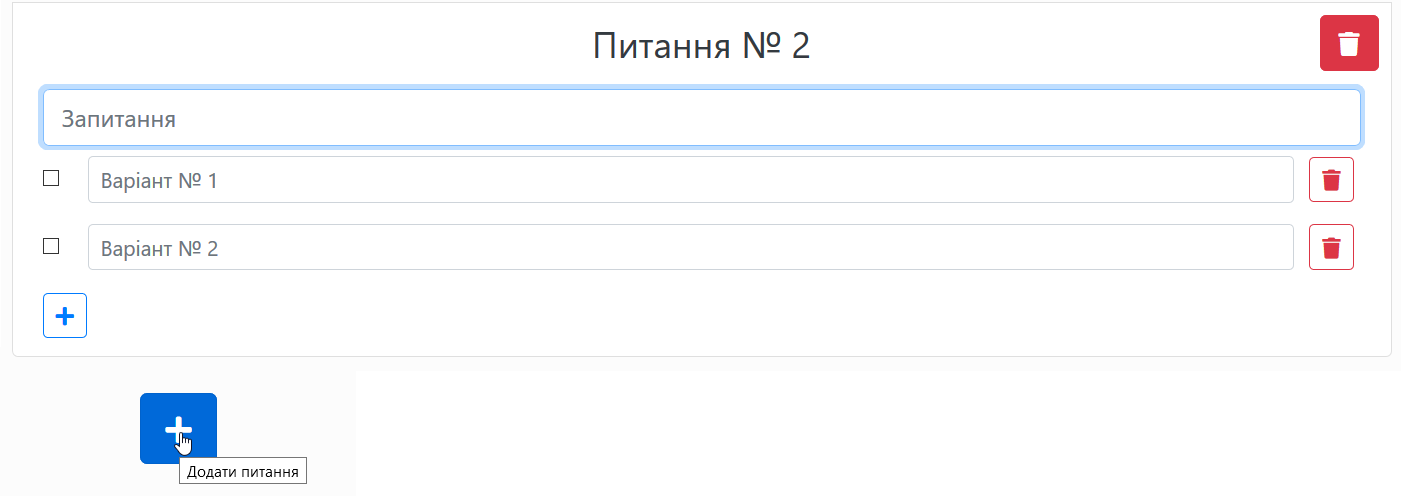 Питання № 2
Запитання
Варіант № 1
Варіант № 2
Додати питання